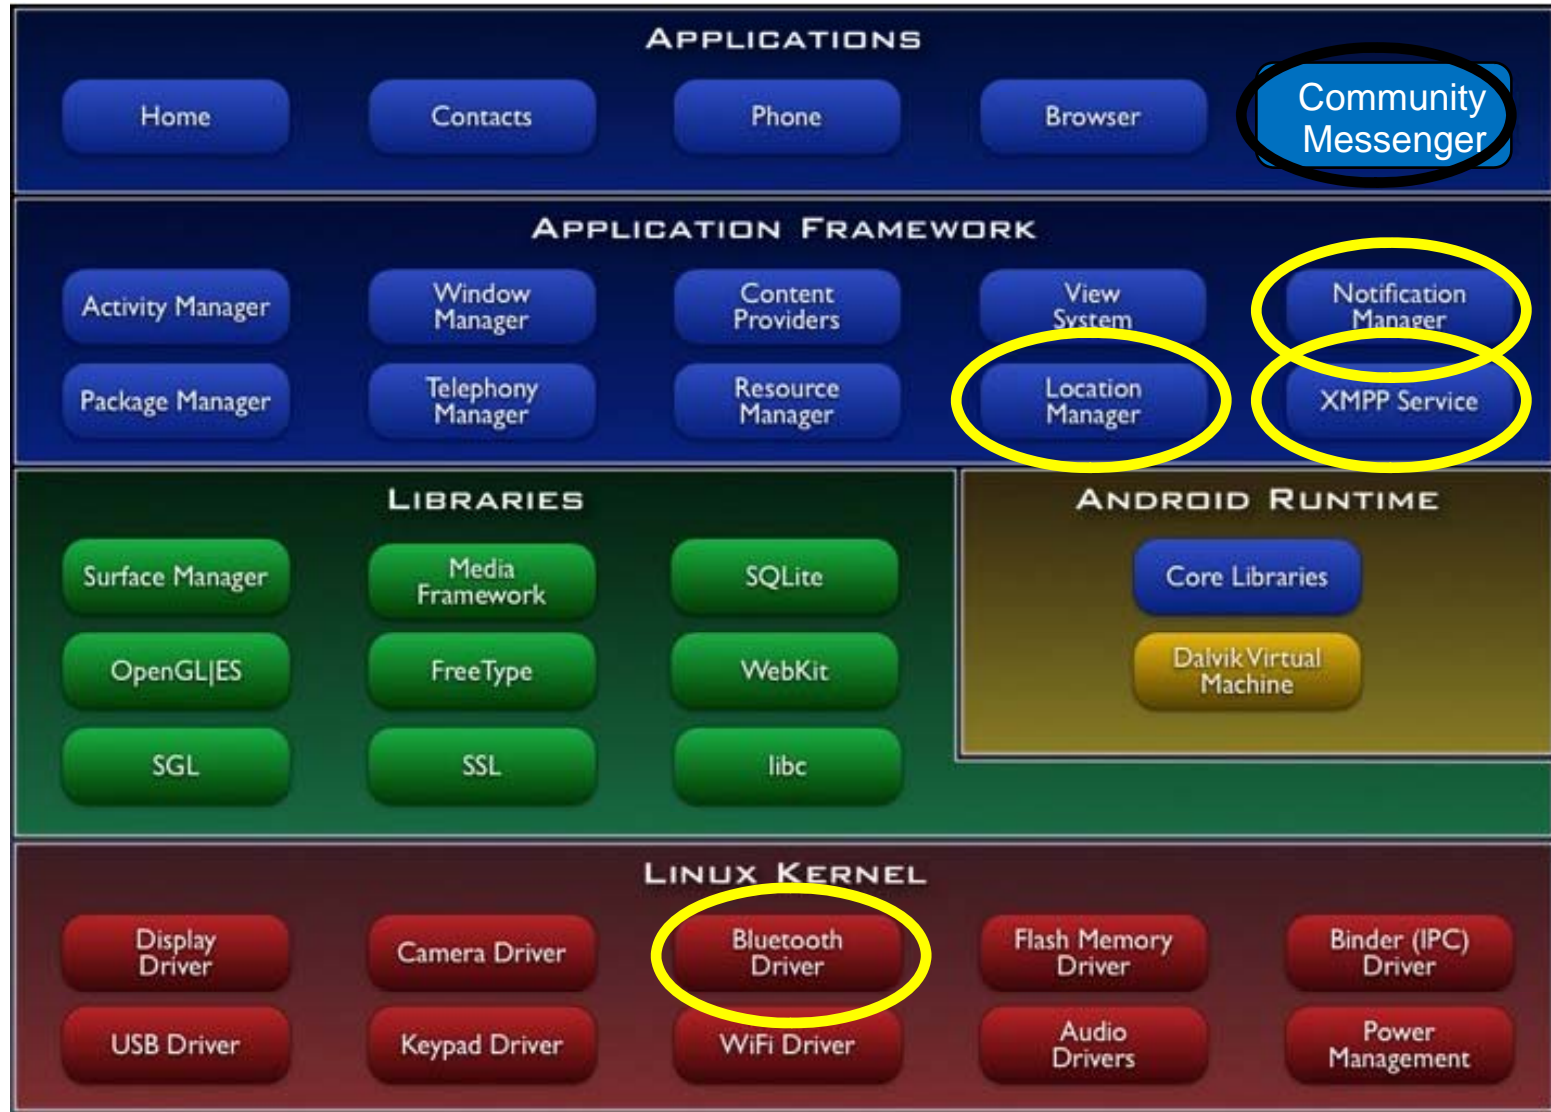 APPLICATIONS
Home
Contacts
Phone
Browser
Community
Messenger
APPLICATION FRAMEWORK
Activity Manager
Window
Manager
Content
Providers
View
System
Notification
Manager
Package Manager
Telephony
Manager
Resource
Manager
Location
Manager
XMPP Service
LIBRARIES
Surface Manager
Media
Framework
SQLite
OpenGL|ES
FreeType
WebKit
SGL
SSL
libc
ANDROID RUNTIME
Core Libraries
Dalvik Virtual
Machine
LINUX KERNEL
Display
Driver
Camera Driver
Bluetooth
Driver
Flash Memory
Driver
Binder (IPC)
Driver
USB Driver
Keypad Driver
WiFi Driver
Audio
Drivers
Power
Management